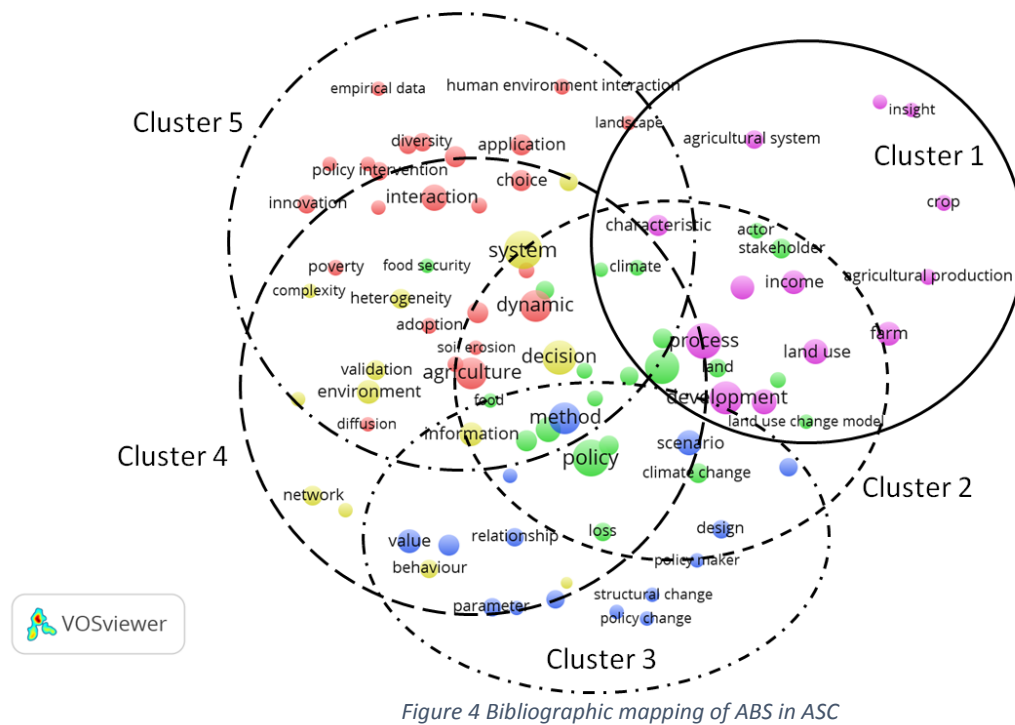 empirical data
human environment interaction
Cluster 5
landscape
insight
diversity
application
agricultural system
Cluster 1
policy intervention
choice
innovation
interaction
crop
characteristic
actor
stakeholder
system
poverty
food security
climate
agricultural production
complexity
heterogeneity
income
dynamic
adoption
farm
process
soil erosion
land use
decision
validation
agriculture
land
environment
food
development
diffusion
method
land use change model
information
scenario
Cluster 4
policy
climate change
Cluster 2
network
value
relationship
loss
design
behaviour
policy maker
parameter
structural change
policy change
VOSviewer
Cluster 3
Figure 4 Bibliographic mapping of ABS in ASC